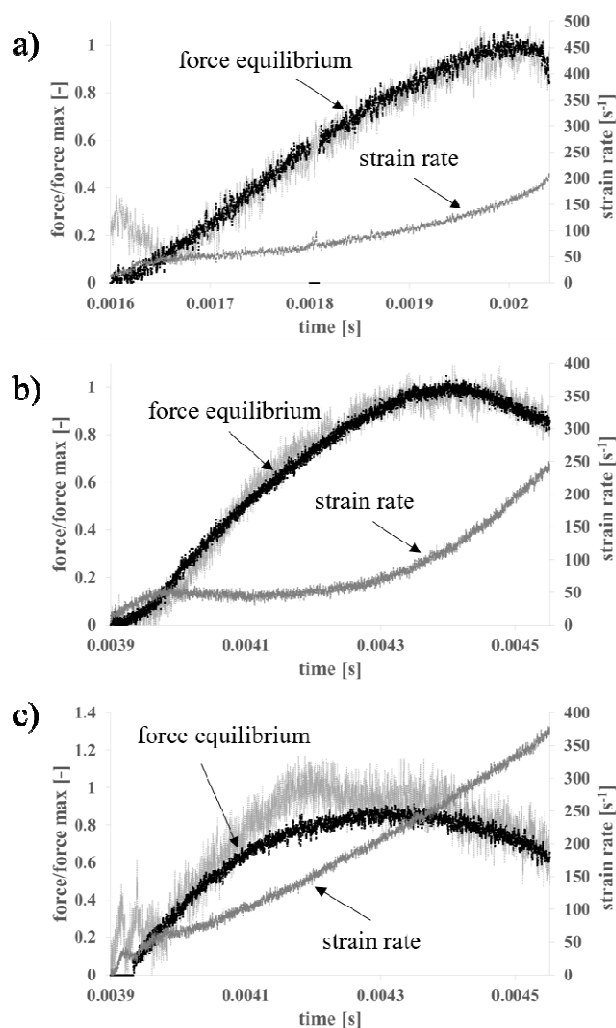 a)
force/force max [-]
1
0.8
0.6
0.4
0.2
0
force equilibrium
strain rate
500
450
400
350
300
250
200
150
100
50
0
strain rate [s⁻¹]
0.0016 0.0017 0.0018 0.0019 0.002
time [s]
b)
force/force max [-]
1
0.8
0.6
0.4
0.2
0
force equilibrium
strain rate
400
350
300
250
200
150
100
50
0
strain rate [s⁻¹]
0.0039 0.0041 0.0043 0.0045
time [s]
c)
force/force max [-]
1.4
1.2
1
0.8
0.6
0.4
0.2
0
force equilibrium
strain rate
400
350
300
250
200
150
100
50
0
strain rate [s⁻¹]
0.0039 0.0041 0.0043 0.0045
time [s]